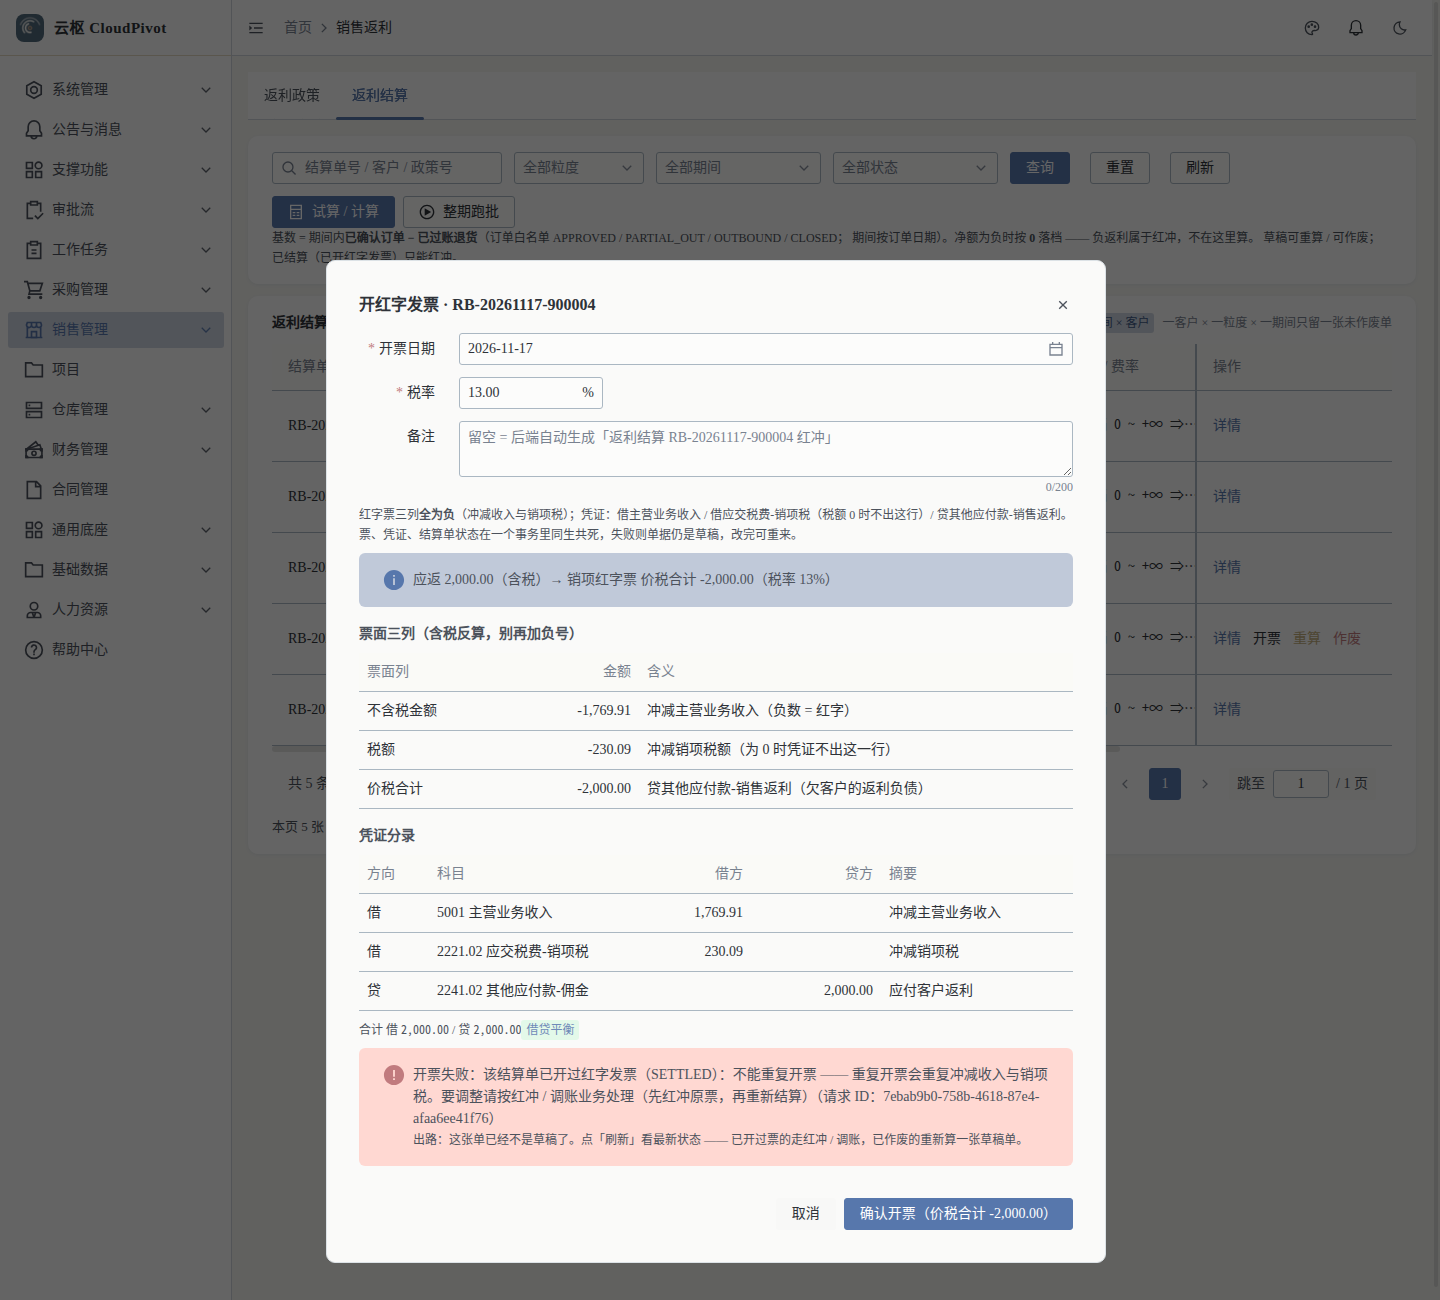 云枢 CloudPivot
首页 > 销售返利
系统管理
公告与消息
支撑功能
审批流
工作任务
采购管理
销售管理
项目
仓库管理
财务管理
合同管理
通用底座
基础数据
人力资源
帮助中心
返利政策 返利结算
结算单号 / 客户 / 政策号 全部粒度 全部期间 全部状态 查询 重置 刷新
试算 / 计算 整期跑批
基数 = 期间内已确认订单 − 已过账退货（订单白名单 APPROVED / PARTIAL_OUT / OUTBOUND / CLOSED； 期间按订单日期）。净额为负时按 0 落档 —— 负返利属于红冲，不在这里算。 草稿可重算 / 可作废；
已结算（已开红字发票）只能红冲。
返利结算
× 客户 一客户 × 一粒度 × 一期间只留一张未作废单
结算单 费率 操作
RB-20 0 ~ +∞ ⇒·· 详情
RB-20 0 ~ +∞ ⇒·· 详情
RB-20 0 ~ +∞ ⇒·· 详情
RB-20 0 ~ +∞ ⇒·· 详情 开票 重算 作废
RB-20 0 ~ +∞ ⇒·· 详情
共 5 条 1 跳至 1 / 1 页
本页 5 张
开红字发票 · RB-20261117-900004
* 开票日期 2026-11-17
* 税率 13.00 %
备注 留空 = 后端自动生成「返利结算 RB-20261117-900004 红冲」
0/200
红字票三列全为负（冲减收入与销项税）；凭证：借主营业务收入 / 借应交税费-销项税（税额 0 时不出这行）/ 贷其他应付款-销售返利。
票、凭证、结算单状态在一个事务里同生共死，失败则单据仍是草稿，改完可重来。
应返 2,000.00（含税）→ 销项红字票 价税合计 -2,000.00（税率 13%）
票面三列（含税反算，别再加负号）
票面列 金额 含义
不含税金额 -1,769.91 冲减主营业务收入（负数 = 红字）
税额 -230.09 冲减销项税额（为 0 时凭证不出这一行）
价税合计 -2,000.00 贷其他应付款-销售返利（欠客户的返利负债）
凭证分录
方向 科目 借方 贷方 摘要
借 5001 主营业务收入 1,769.91 冲减主营业务收入
借 2221.02 应交税费-销项税 230.09 冲减销项税
贷 2241.02 其他应付款-佣金 2,000.00 应付客户返利
合计 借 2,000.00 / 贷 2,000.00 借贷平衡
开票失败：该结算单已开过红字发票（SETTLED）：不能重复开票 —— 重复开票会重复冲减收入与销项
税。要调整请按红冲 / 调账业务处理（先红冲原票，再重新结算）（请求 ID：7ebab9b0-758b-4618-87e4-
afaa6ee41f76）
出路：这张单已经不是草稿了。点「刷新」看最新状态 —— 已开过票的走红冲 / 调账，已作废的重新算一张草稿单。
取消 确认开票（价税合计 -2,000.00）